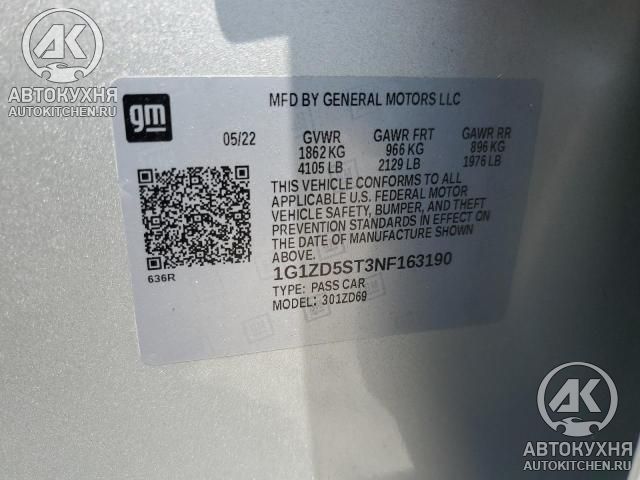 AK
АВТОКУХНЯ
AUTOKITCHEN.RU
gm
MFD BY GENERAL MOTORS LLC
05/22 GVWR GAWR FRT GAWR RR
1862 KG 966 KG 896 KG
4105 LB 2129 LB 1976 LB
THIS VEHICLE CONFORMS TO ALL
APPLICABLE U.S. FEDERAL MOTOR
VEHICLE SAFETY, BUMPER, AND THEFT
PREVENTION STANDARDS IN EFFECT ON
THE DATE OF MANUFACTURE SHOWN
ABOVE.
636R
1G1ZD5ST3NF163190
TYPE: PASS CAR
MODEL: 301ZD69
AK
АВТОКУХНЯ
AUTOKITCHEN.RU